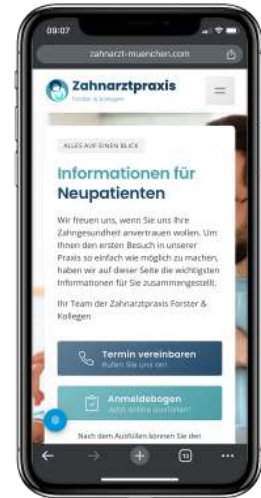 09:07
zahnarzt-muenchen.com
Zahnarztpraxis
Förster & Kollegen
ALLES AUF EINEN BLICK
Informationen für
Neupatienten
Wir freuen uns, wenn Sie uns Ihre
Zahngesundheit anvertrauen wollen. Um
Ihnen den ersten Besuch in unserer
Praxis so einfach wie möglich zu machen,
haben wir auf dieser Seite die wichtigsten
Informationen für Sie zusammengestellt.
Ihr Team der Zahnarztpraxis Förster &
Kollegen
Termin vereinbaren
Rufen Sie uns an!
Anmeldebogen
Jetzt online ausfüllen!
Nach dem Ausfüllen können Sie den